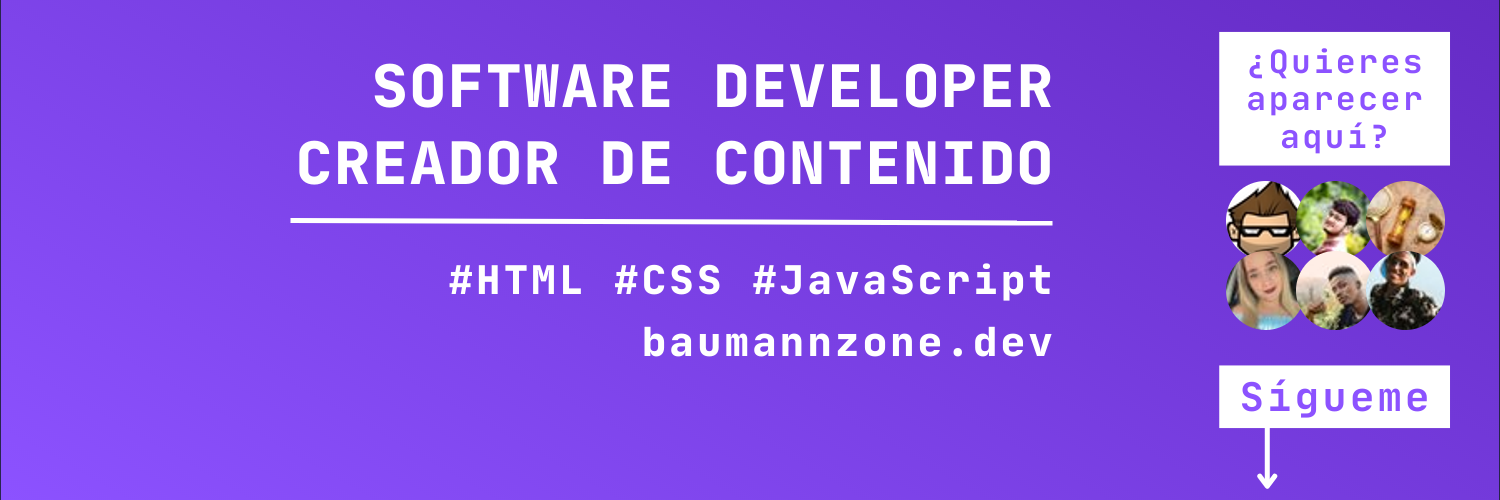 SOFTWARE DEVELOPER
CREADOR DE CONTENIDO
#HTML #CSS #JavaScript
baumannzone.dev
¿Quieres
aparecer
aquí?
Sígueme